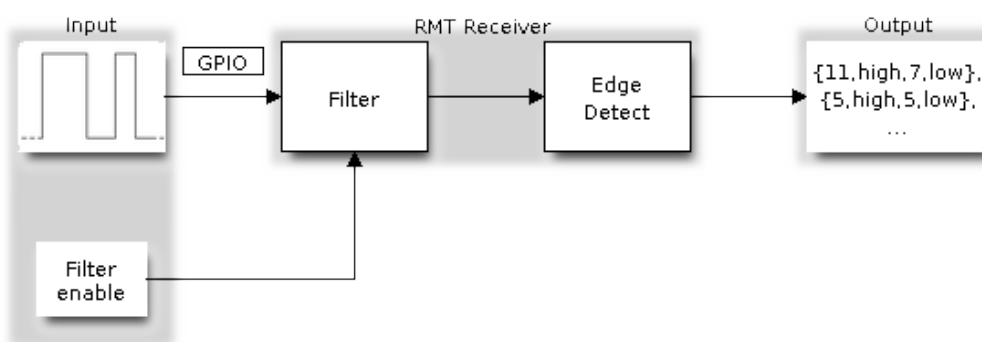 Input
RMT Receiver
Output
GPIO
Filter
Edge
Detect
{11,high,7,low},
{5,high,5,low},
...
Filter
enable